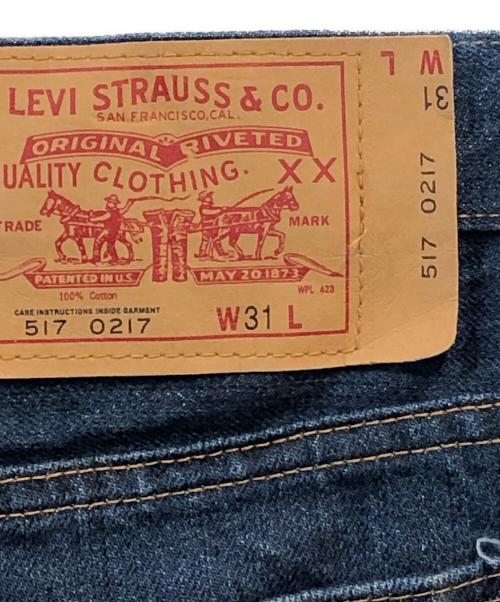 LEVI STRAUSS & CO.
SAN FRANCISCO, CAL.
ORIGINAL RIVETED
UALITY CLOTHING. XX
TRADE MARK
PATENTED IN U.S. MAY 20 1873
100% Cotton WPL 423
CARE INSTRUCTIONS INSIDE GARMENT
517 0217 W31 L
W L
31
517 0217